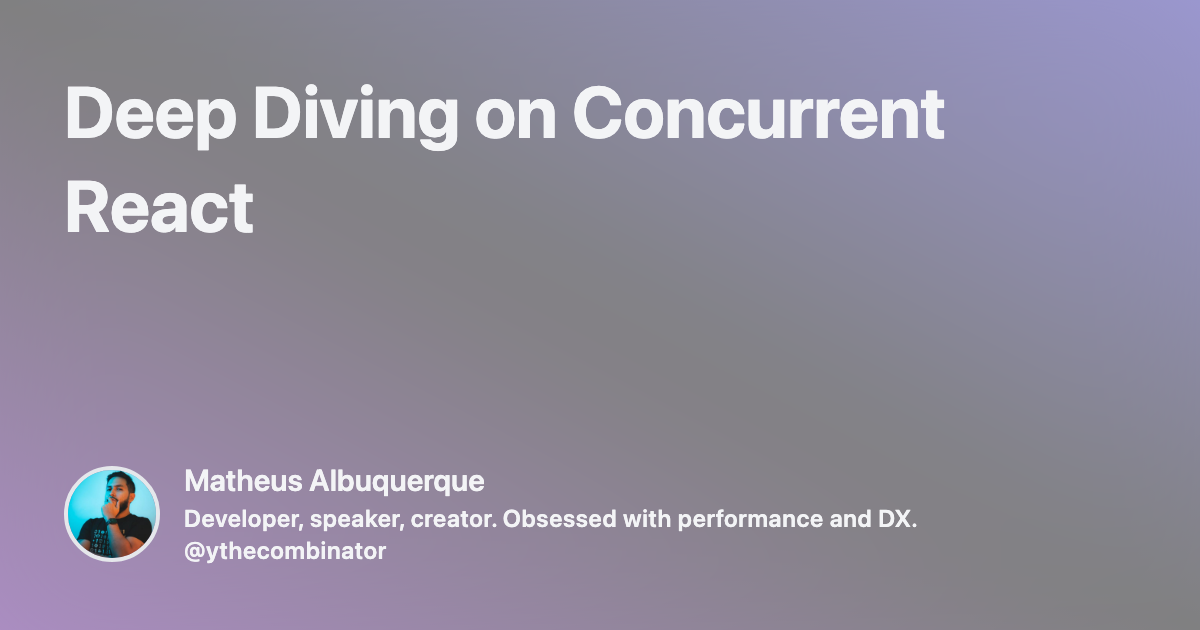 Deep Diving on Concurrent
React
Matheus Albuquerque
Developer, speaker, creator. Obsessed with performance and DX.
@ythecombinator